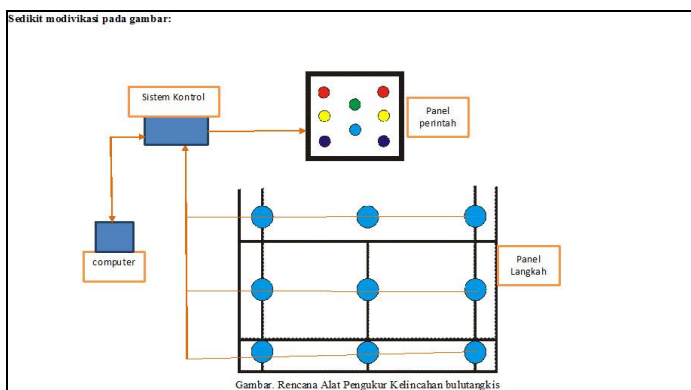 Sedikit modivikasi pada gambar:
Sistem Kontrol
Panel
perintah
computer
Panel
Langkah
Gambar. Rencana Alat Pengukur Kelincahan bulutangkis